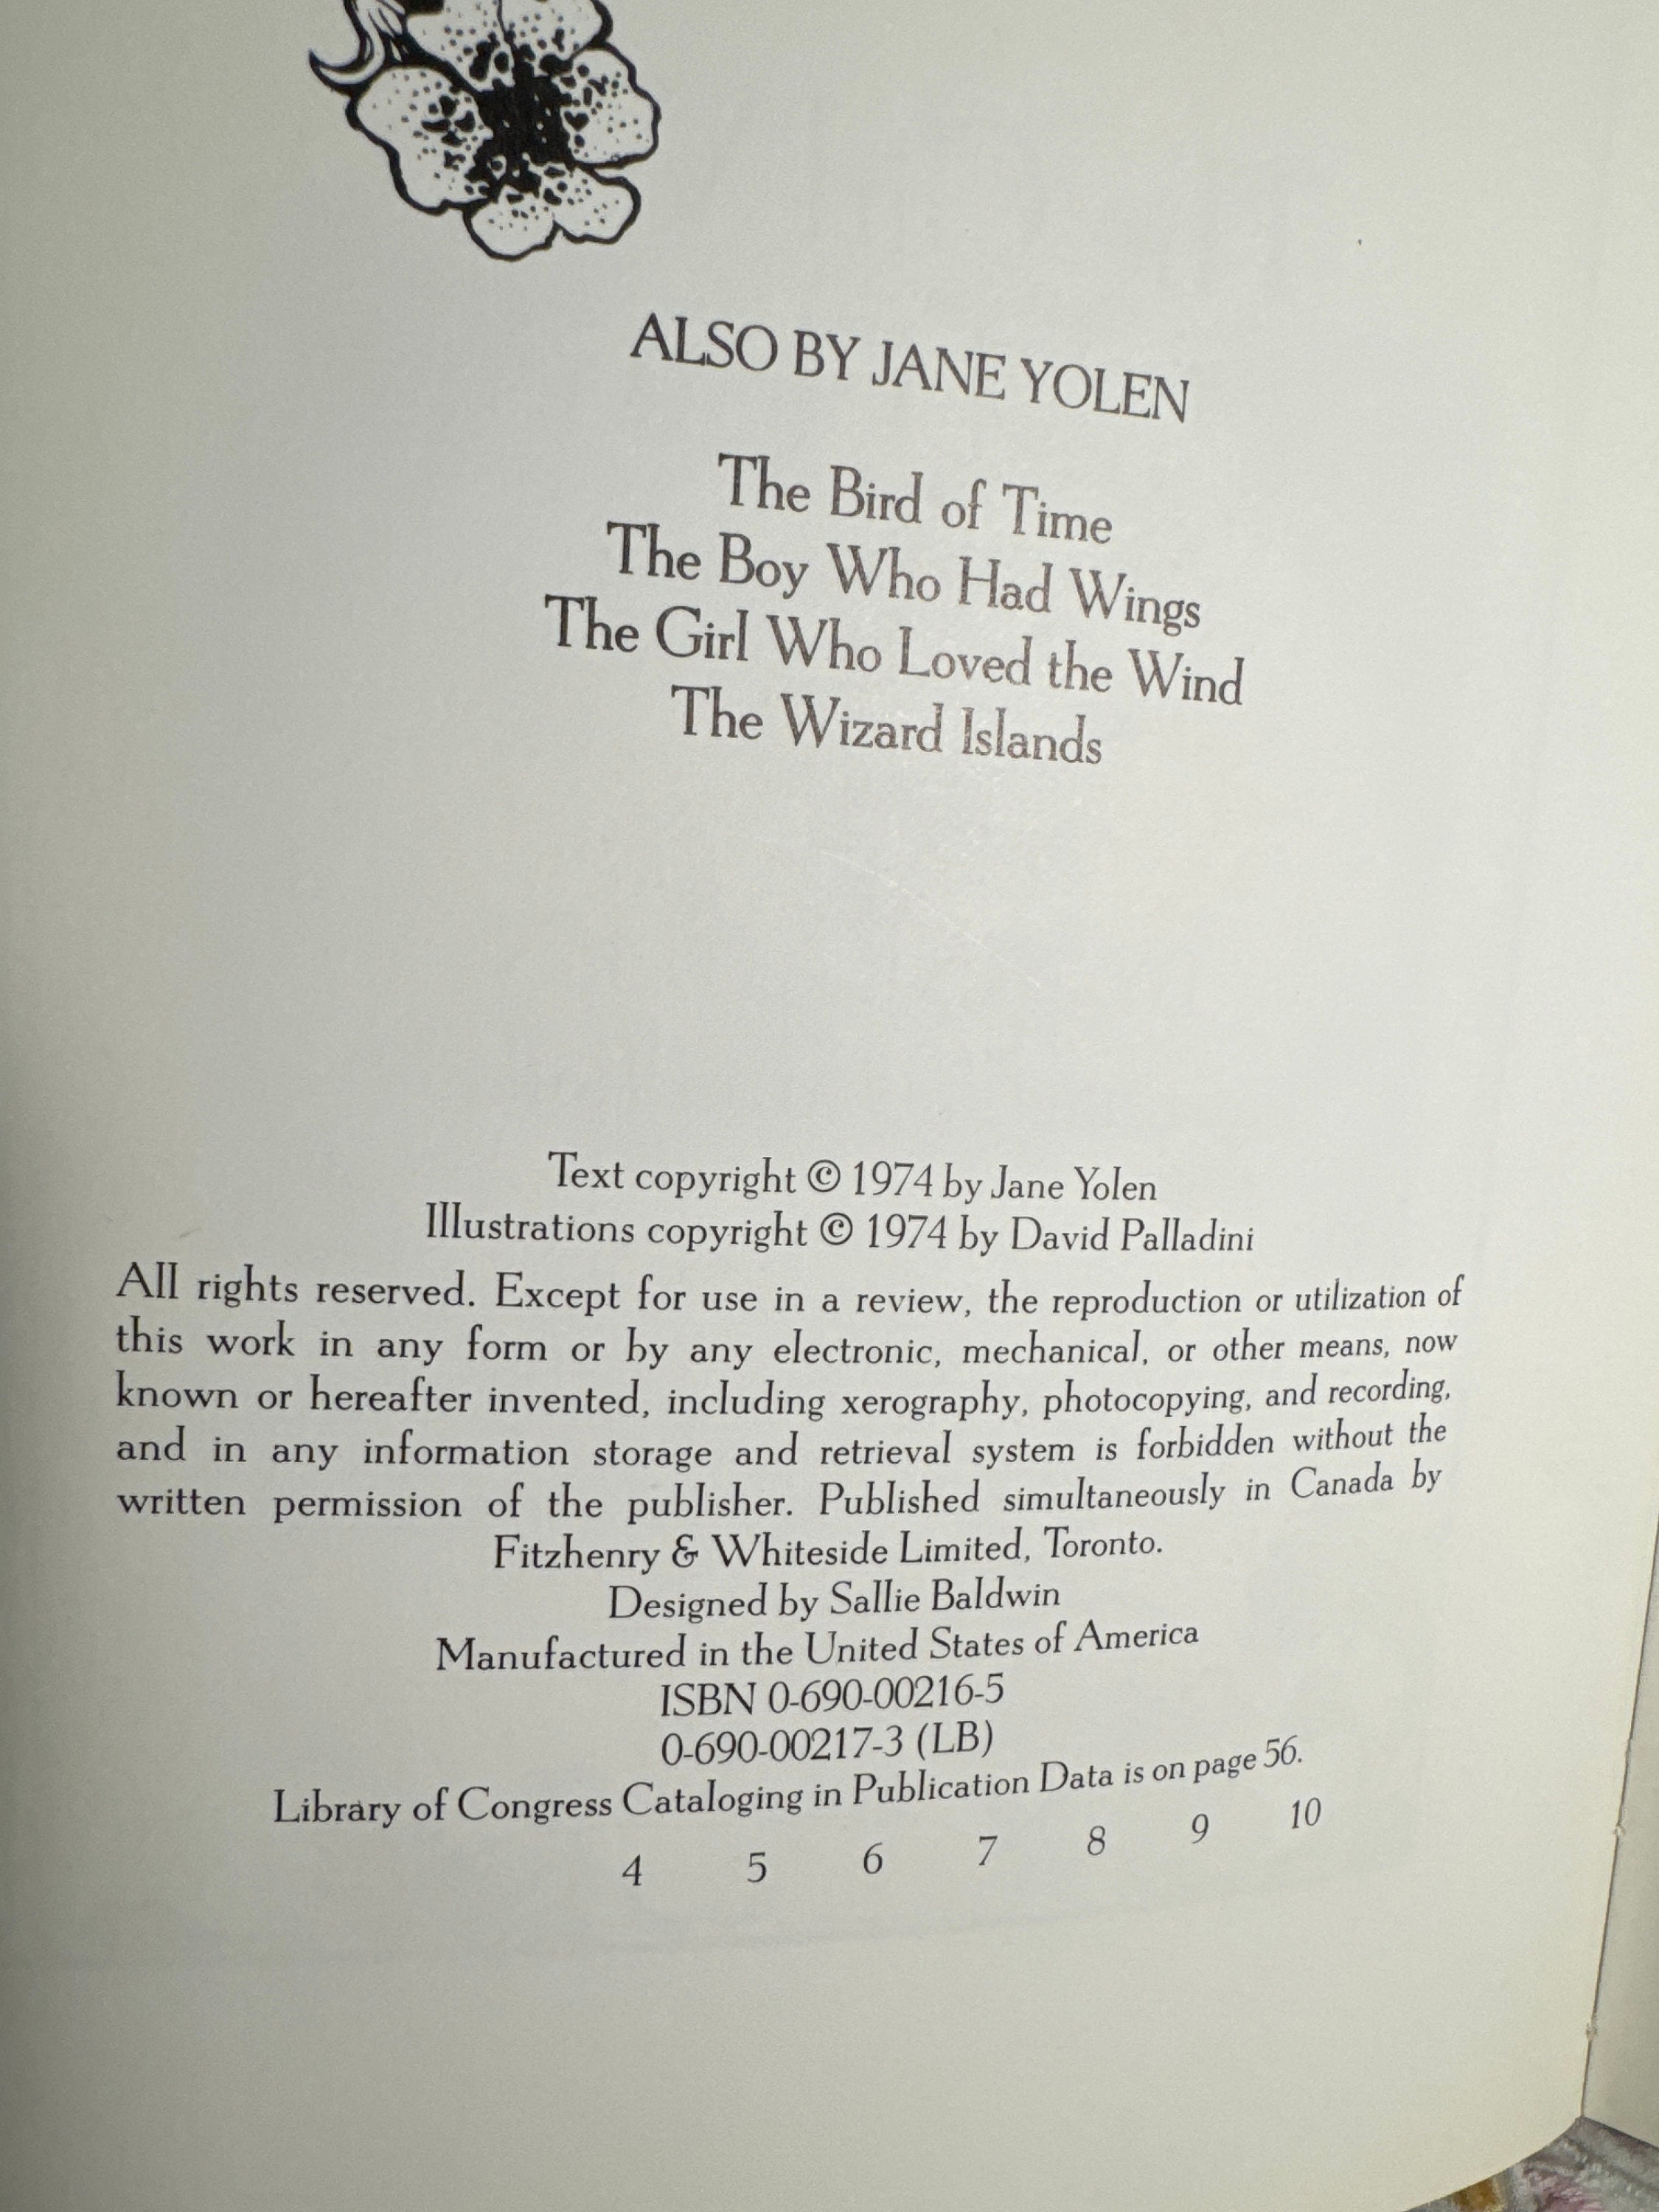 ALSO BY JANE YOLEN
The Bird of Time
The Boy Who Had Wings
The Girl Who Loved the Wind
The Wizard Islands
Text copyright © 1974 by Jane Yolen
Illustrations copyright © 1974 by David Palladini
All rights reserved. Except for use in a review, the reproduction or utilization of
this work in any form or by any electronic, mechanical, or other means, now
known or hereafter invented, including xerography, photocopying, and recording,
and in any information storage and retrieval system is forbidden without the
written permission of the publisher. Published simultaneously in Canada by
Fitzhenry & Whiteside Limited, Toronto.
Designed by Sallie Baldwin
Manufactured in the United States of America
ISBN 0-690-00216-5
0-690-00217-3 (LB)
Library of Congress Cataloging in Publication Data is on page 56.
4 5 6 7 8 9 10